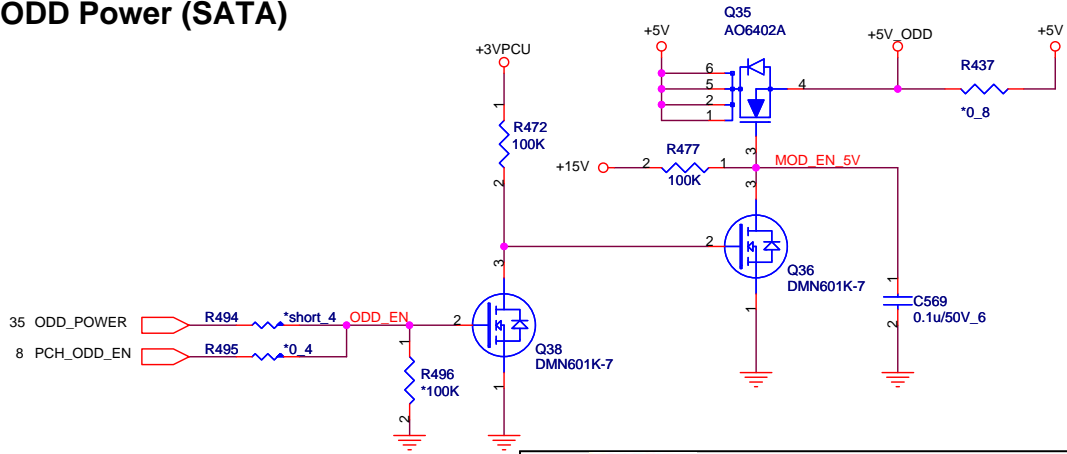 ODD Power (SATA)
Q35
AO6402A
+5V
+5V_ODD
+5V
+3VPCU
R437
*0_8
6
5
2
1
4
3
1
R472
100K
2
+15V
2
R477
1
100K
MOD_EN_5V
3
2
Q36
DMN601K-7
1
3
35 ODD_POWER
R494
*short_4
ODD_EN
2
8 PCH_ODD_EN
R495
*0_4
Q38
DMN601K-7
1
1
R496
*100K
2
1
C569
0.1u/50V_6
2